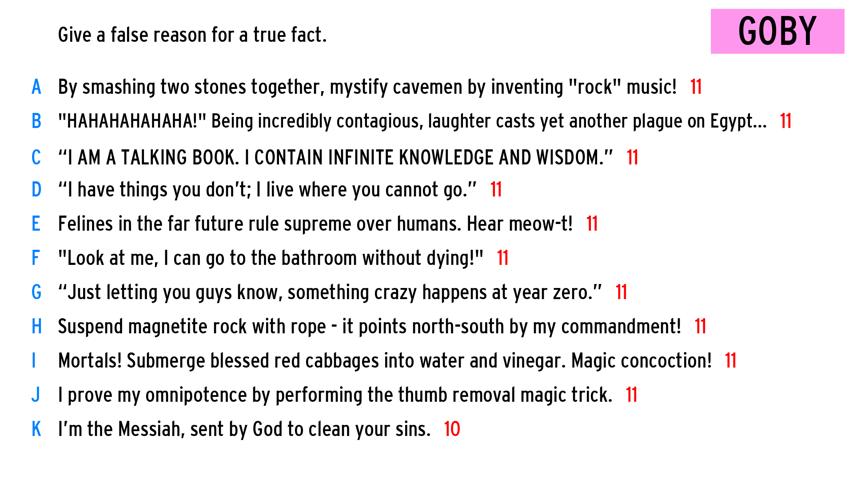 Give a false reason for a true fact.
GOBY
A By smashing two stones together, mystify cavemen by inventing "rock" music! 11
B "HAHAHAHAHAHA!" Being incredibly contagious, laughter casts yet another plague on Egypt... 11
C “I AM A TALKING BOOK. I CONTAIN INFINITE KNOWLEDGE AND WISDOM.” 11
D “I have things you don’t; I live where you cannot go.” 11
E Felines in the far future rule supreme over humans. Hear meow-t! 11
F "Look at me, I can go to the bathroom without dying!" 11
G “Just letting you guys know, something crazy happens at year zero.” 11
H Suspend magnetite rock with rope - it points north-south by my commandment! 11
I Mortals! Submerge blessed red cabbages into water and vinegar. Magic concoction! 11
J I prove my omnipotence by performing the thumb removal magic trick. 11
K I’m the Messiah, sent by God to clean your sins. 10